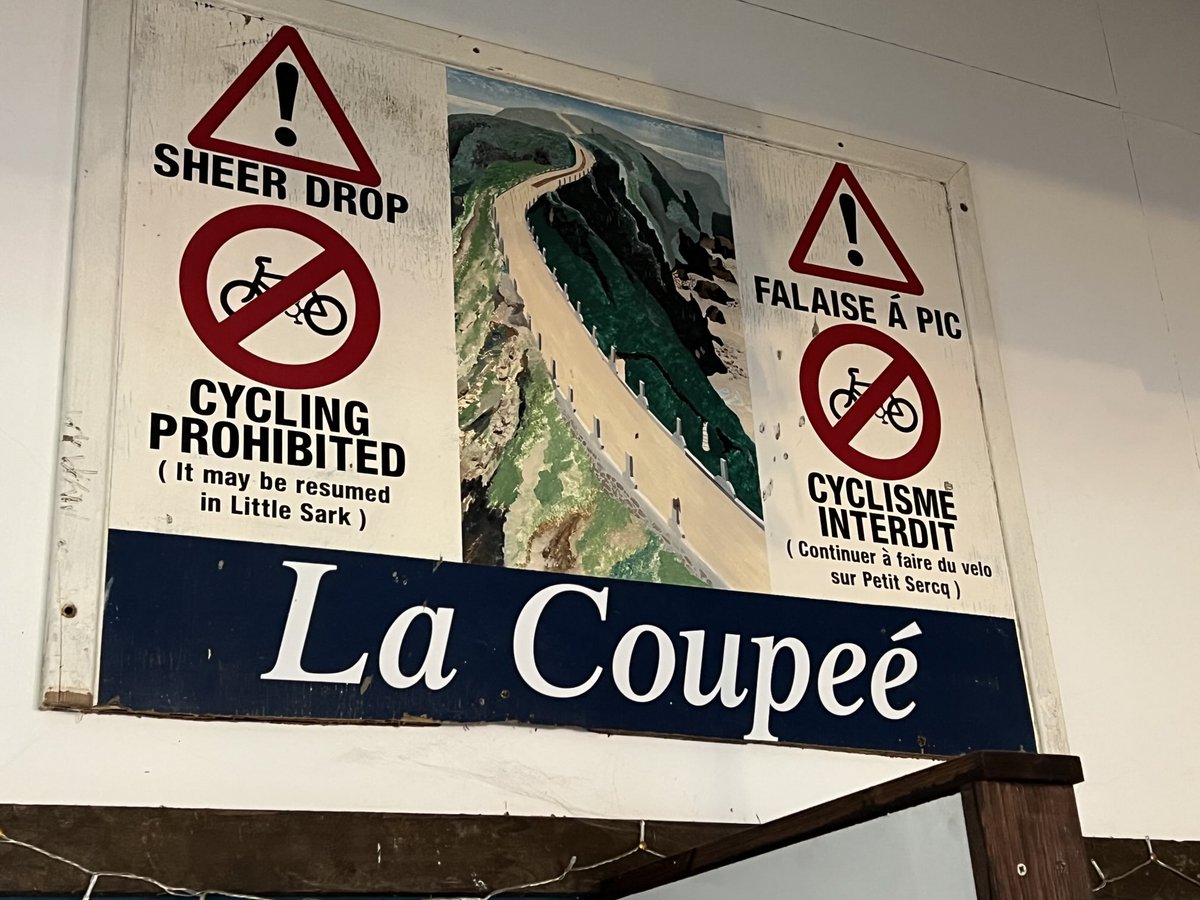 SHEER DROP
CYCLING
PROHIBITED
( It may be resumed
in Little Sark )
FALAISE Á PIC
CYCLISME
INTERDIT
( Continuer à faire du velo
sur Petit Sercq )
La Coupeé